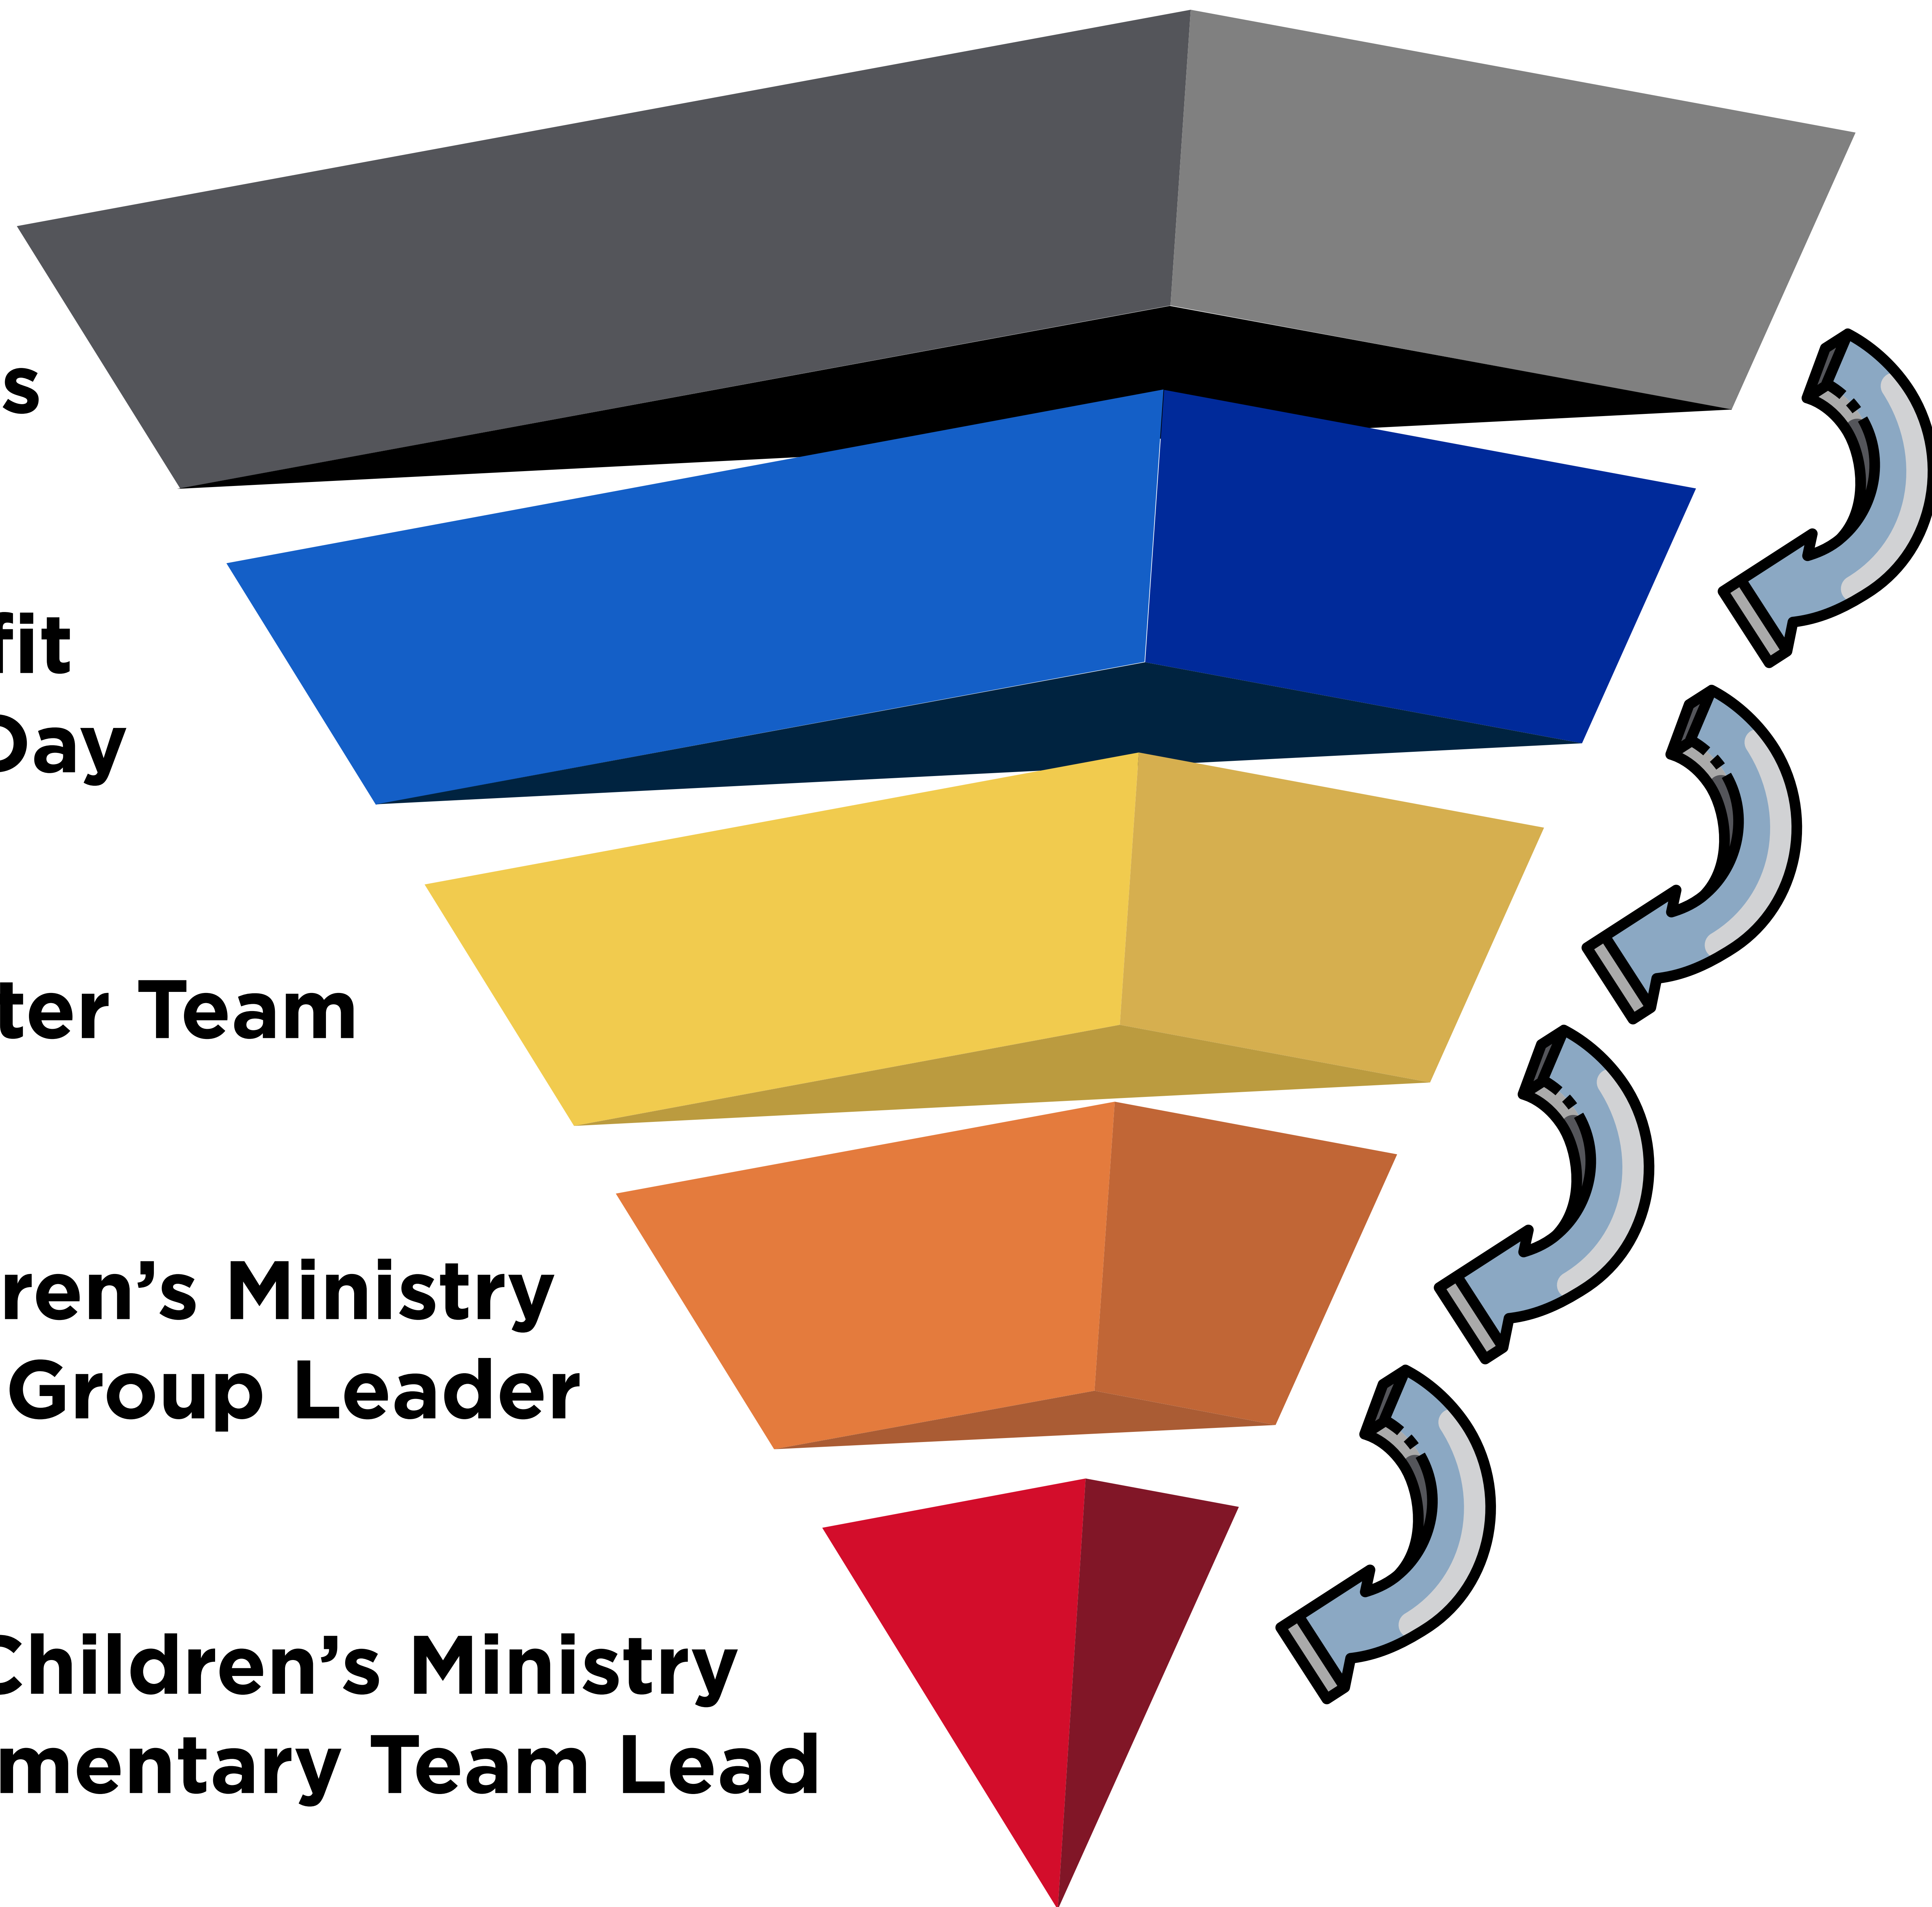 s
fit
Day
ter Team
ren's Ministry
Group Leader
Children's Ministry
mentary Team Lead